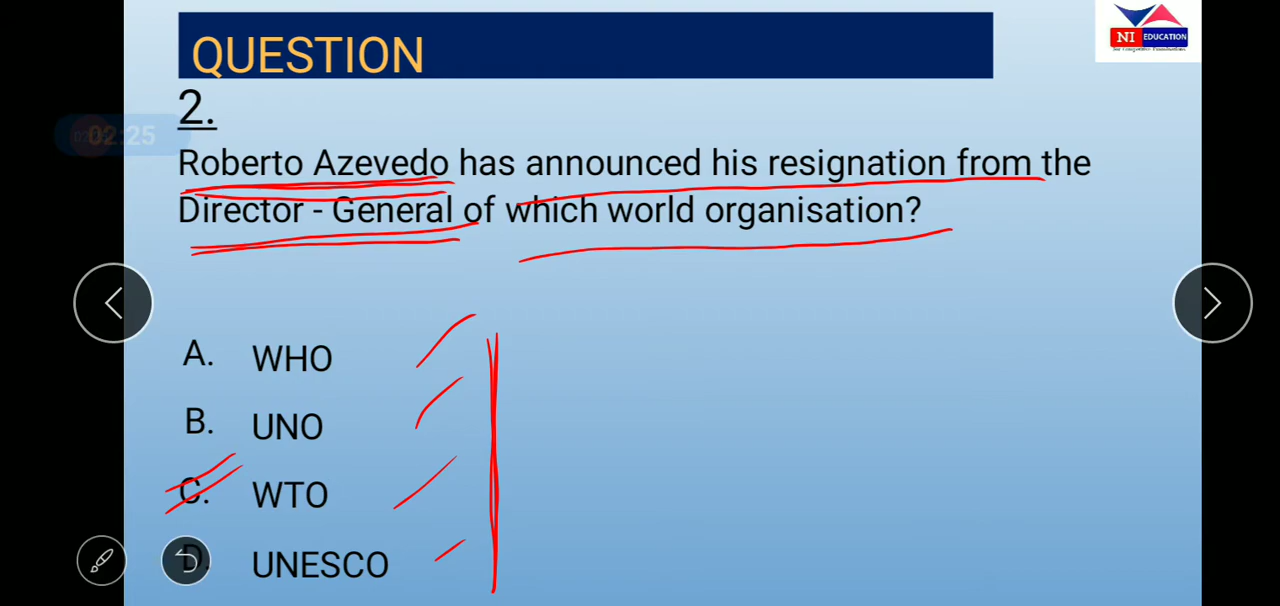 QUESTION
NI EDUCATION
2.
02:25
Roberto Azevedo has announced his resignation from the
Director - General of which world organisation?
A. WHO
B. UNO
C. WTO
D. UNESCO